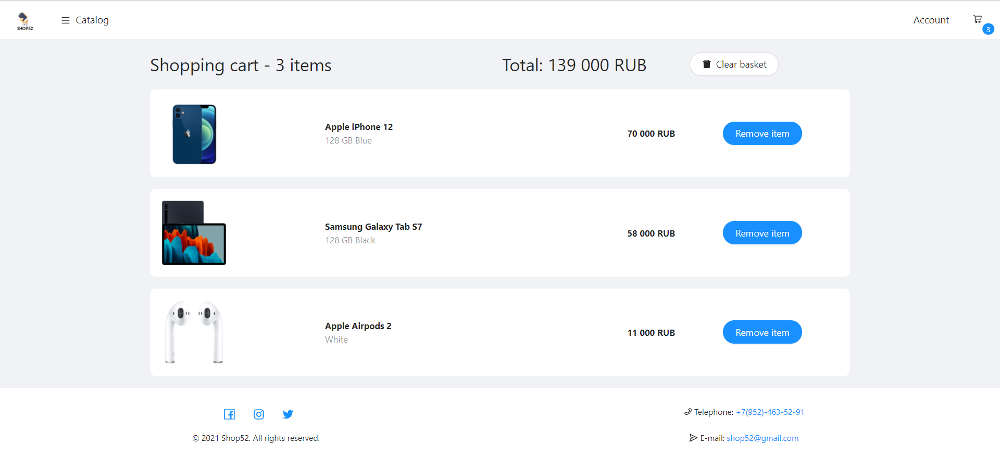 SHOP52
Catalog
Account
3
Shopping cart - 3 items
Total: 139 000 RUB
Clear basket
Apple iPhone 12
128 GB Blue
70 000 RUB
Remove item
Samsung Galaxy Tab S7
128 GB Black
58 000 RUB
Remove item
Apple Airpods 2
White
11 000 RUB
Remove item
Telephone: +7(952)-463-52-91
© 2021 Shop52. All rights reserved.
E-mail: shop52@gmail.com